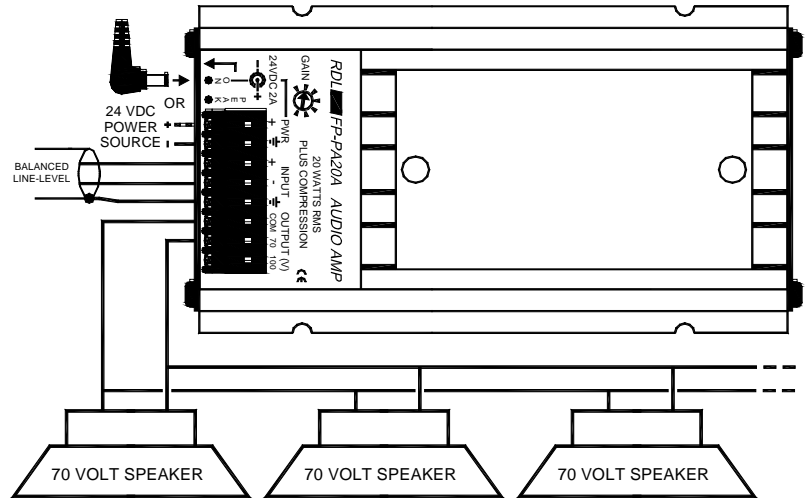 24 VDC
POWER
SOURCE
OR
+
-
BALANCED
LINE-LEVEL
ON
PEAK
-
+
24VDC 2A
GAIN
PWR
+
INPUT
+
-
OUTPUT (V)
COM 70 100
RDL FP-PA20A AUDIO AMP
20 WATTS RMS
PLUS COMPRESSION
CE
70 VOLT SPEAKER
70 VOLT SPEAKER
70 VOLT SPEAKER